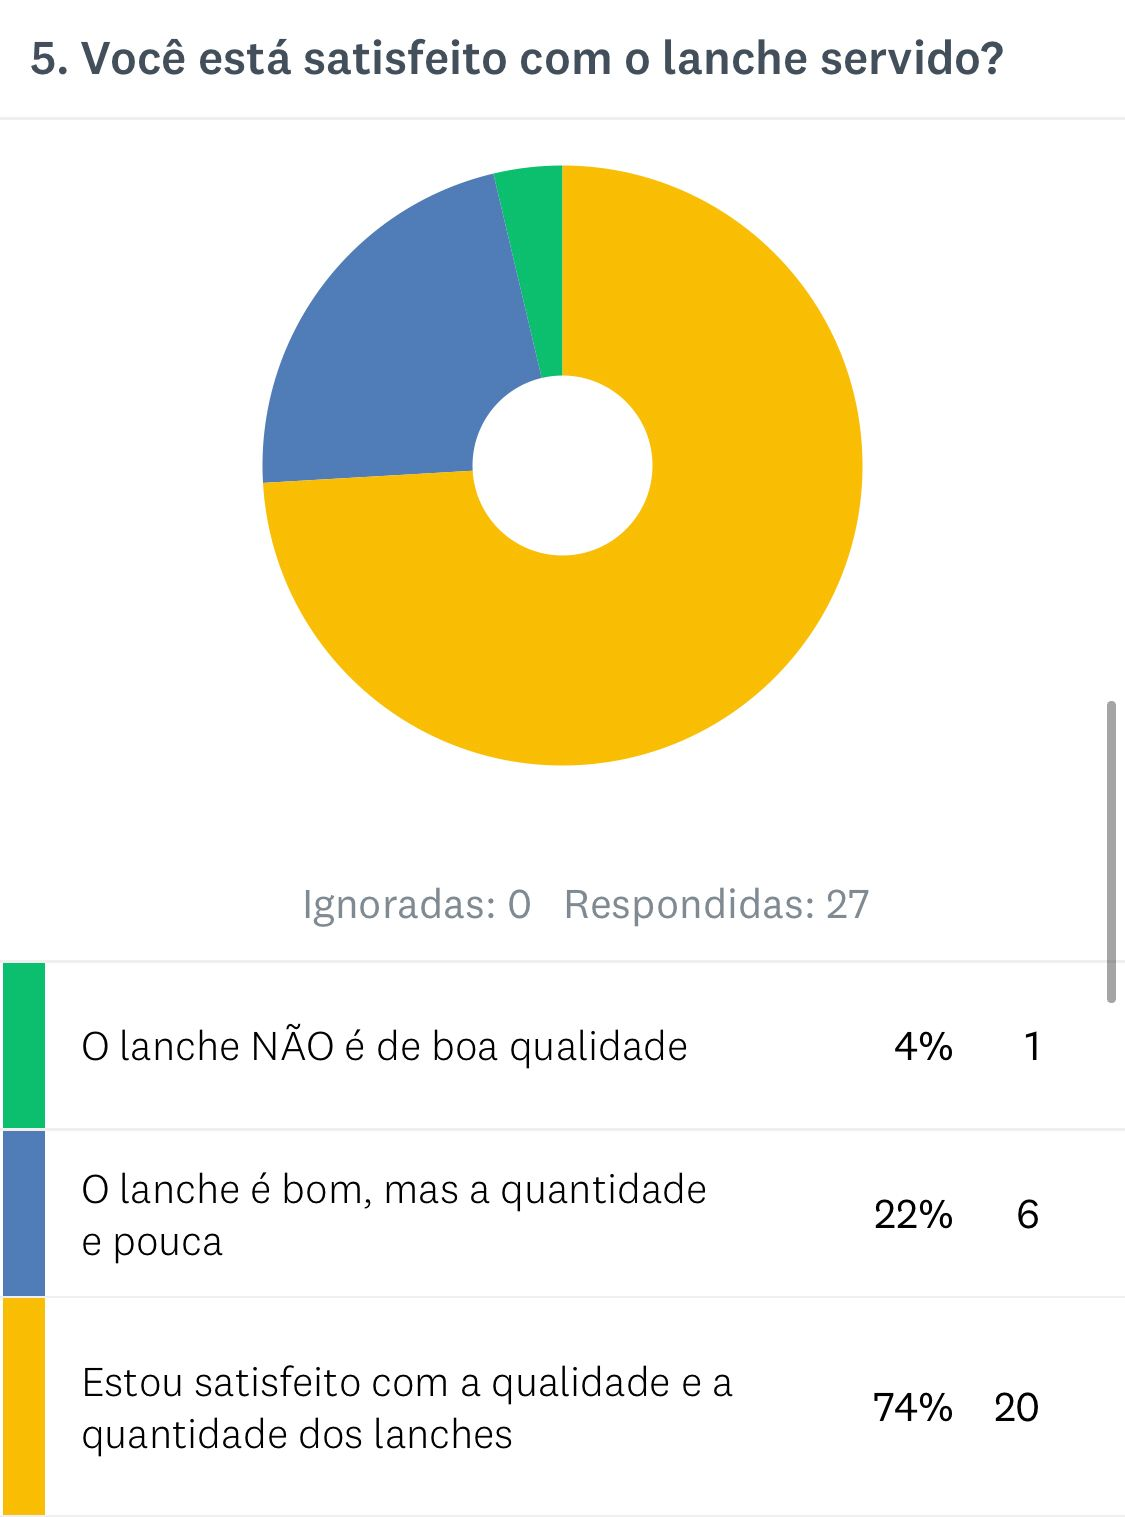 5. Você está satisfeito com o lanche servido?
Ignoradas: 0 Respondidas: 27
O lanche NÃO é de boa qualidade 4% 1
O lanche é bom, mas a quantidade
e pouca 22% 6
Estou satisfeito com a qualidade e a
quantidade dos lanches 74% 20